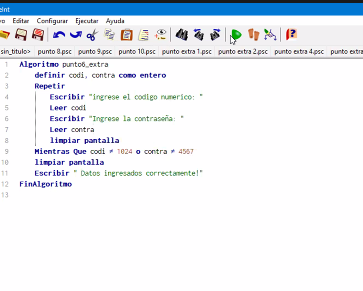 eInt
vo Editar Configurar Ejecutar Ayuda
sin_titulo> punto 8.psc punto 9.psc punto 10.psc punto extra 1.psc punto extra 2.psc punto extra 4.psc punto extra
1 Algoritmo punto6_extra
2 definir codi, contra como entero
3 Repetir
4 Escribir "ingrese el codigo numerico: "
5 Leer codi
6 Escribir "Ingrese la contraseña: "
7 Leer contra
8 limpiar pantalla
9 Mientras Que codi ≠ 1024 o contra ≠ 4567
10 limpiar pantalla
11 Escribir " Datos ingresados correctamente!"
12 FinAlgoritmo
13